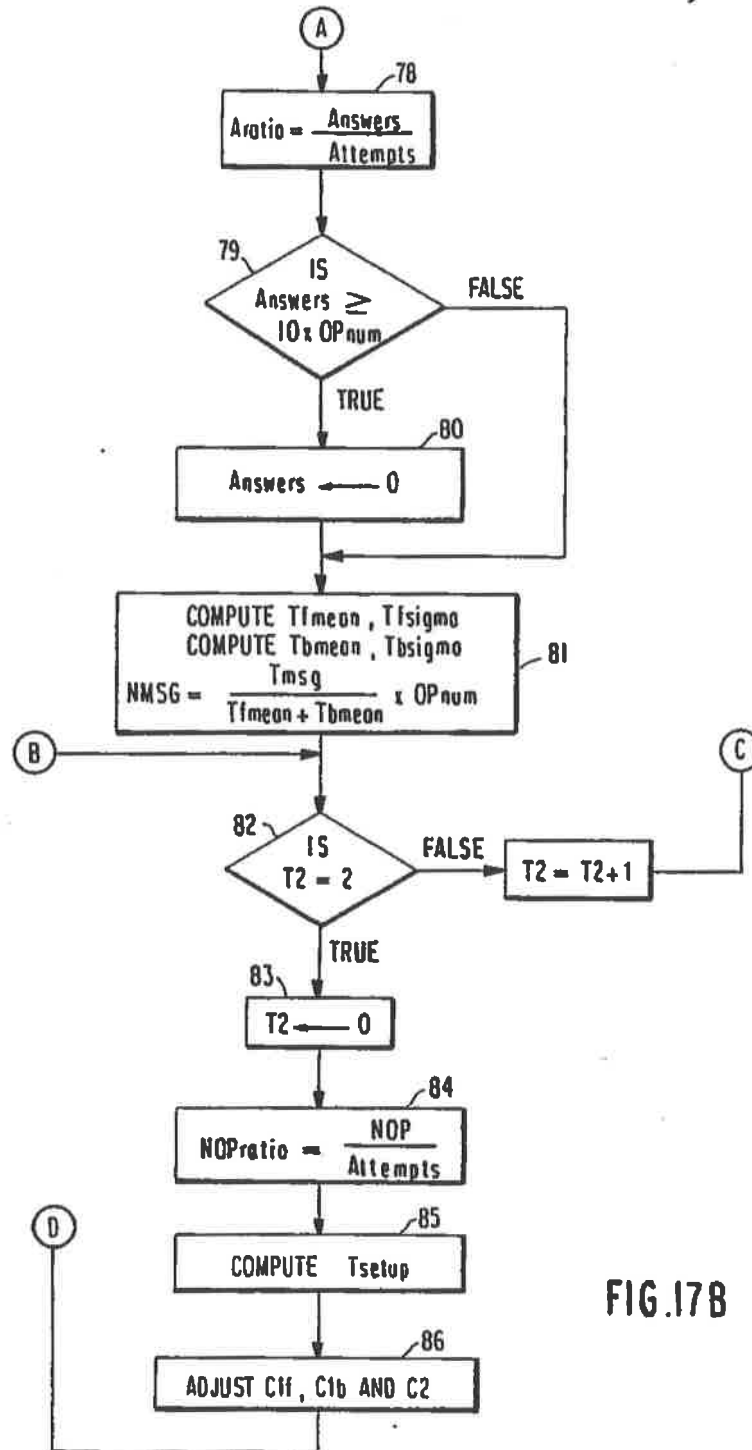 A
78
Aratio = Answers
Attempts
79
IS
Answers ≥
10 x OPnum
FALSE
TRUE
80
Answers ← 0
COMPUTE Tfmean , Tfsigma
COMPUTE Tbmean , Tbsigma
NMSG = Tmsg
Tfmean + Tbmean
x OPnum
81
B
C
82
IS
T2 = 2
FALSE
T2 = T2+1
TRUE
83
T2 ← 0
84
NOPratio = NOP
Attempts
D
85
COMPUTE Tsetup
FIG.17B
86
ADJUST C1f, C1b AND C2